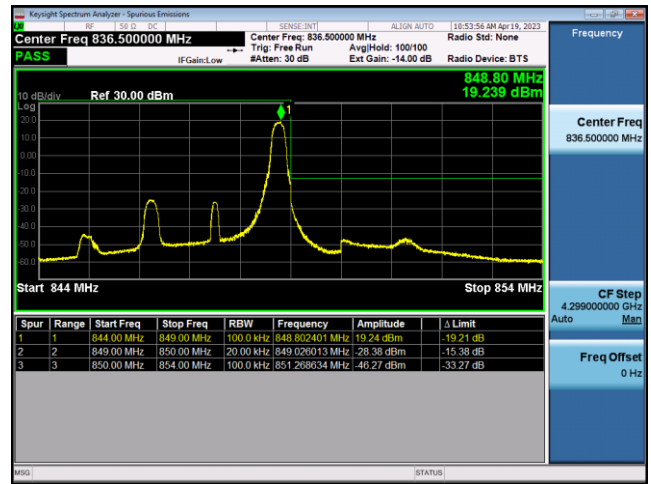 Keysight Spectrum Analyzer - Spurious Emissions
RF 50 Ω DC SENSE:INT ALIGN AUTO 10:53:56 AM Apr 19, 2023
Center Freq 836.500000 MHz
Center Freq: 836.500000 MHz Radio Std: None
Trig: Free Run Avg|Hold: 100/100
PASS IFGain:Low #Atten: 30 dB Ext Gain: -14.00 dB Radio Device: BTS
848.80 MHz
19.239 dBm
10 dB/div Ref 30.00 dBm
Log
1
20.0
10.0
0.00
-10.0
-20.0
-30.0
-40.0
-50.0
-60.0
Start 844 MHz Stop 854 MHz
Spur Range Start Freq Stop Freq RBW Frequency Amplitude Δ Limit
1 1 844.00 MHz 849.00 MHz 100.0 kHz 848.802401 MHz 19.24 dBm -19.21 dB
2 2 849.00 MHz 850.00 MHz 20.00 kHz 849.026013 MHz -28.38 dBm -15.38 dB
3 3 850.00 MHz 854.00 MHz 100.0 kHz 851.268634 MHz -46.27 dBm -33.27 dB
MSG STATUS
Frequency
Center Freq
836.500000 MHz
CF Step
4.299000000 GHz
Auto Man
Freq Offset
0 Hz